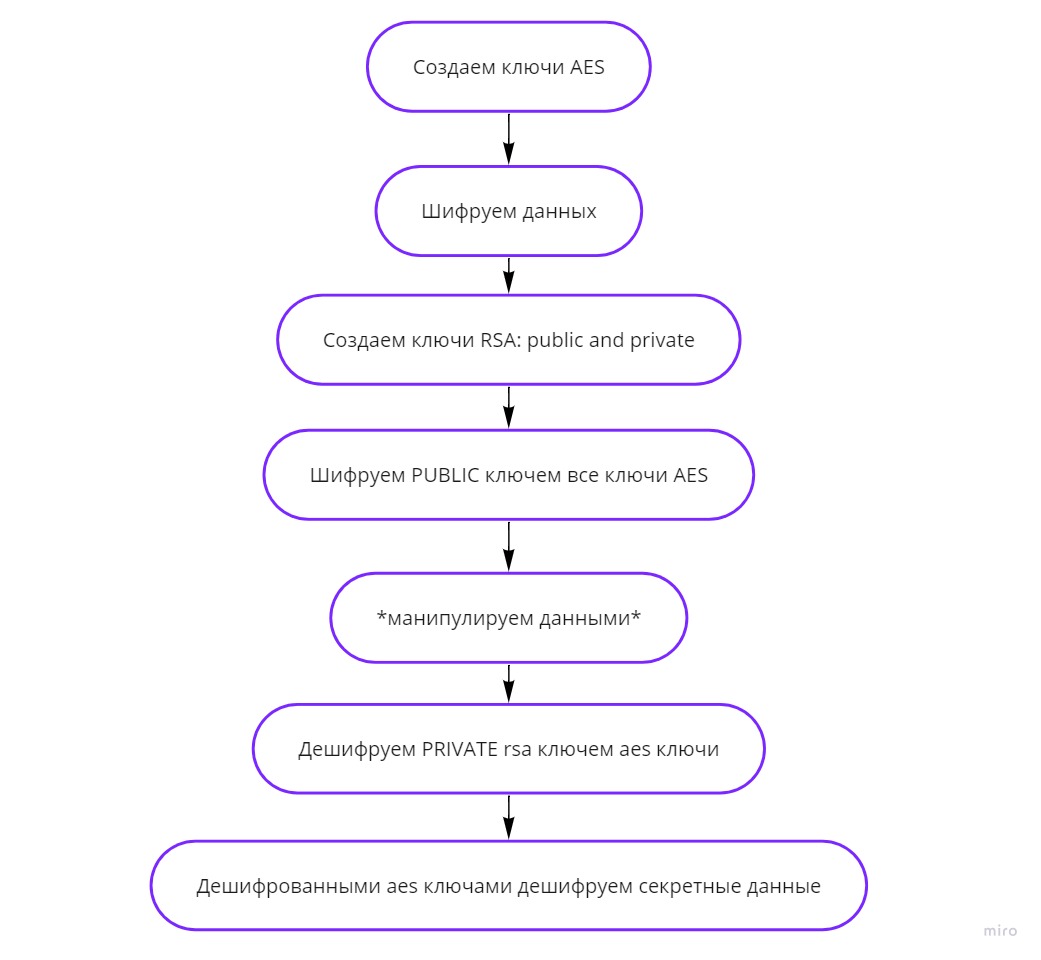 Создаем ключи AES
Шифруем данных
Создаем ключи RSA: public and private
Шифруем PUBLIC ключем все ключи AES
*манипулируем данными*
Дешифруем PRIVATE rsa ключем aes ключи
Дешифрованными aes ключами дешифруем секретные данные
miro